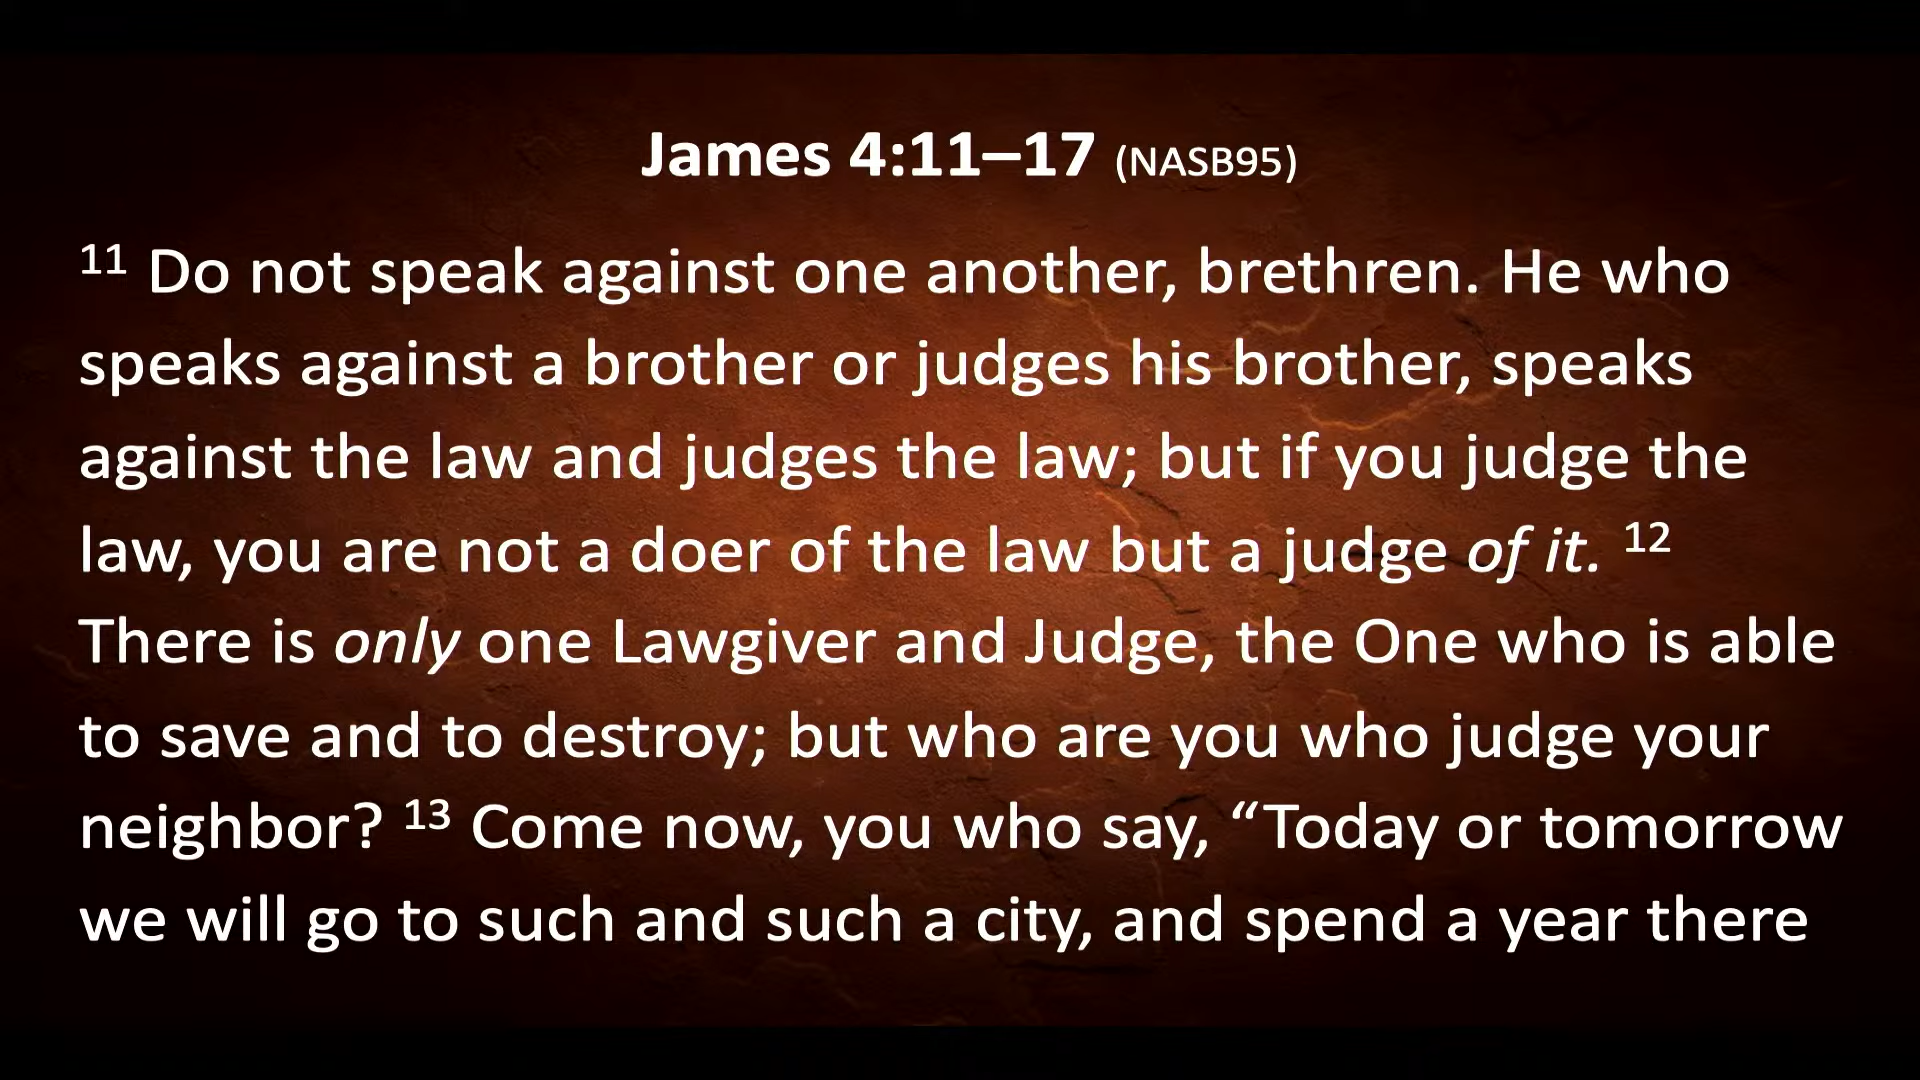 James 4:11–17 (NASB95)
11 Do not speak against one another, brethren. He who
speaks against a brother or judges his brother, speaks
against the law and judges the law; but if you judge the
law, you are not a doer of the law but a judge of it. 12
There is only one Lawgiver and Judge, the One who is able
to save and to destroy; but who are you who judge your
neighbor? 13 Come now, you who say, “Today or tomorrow
we will go to such and such a city, and spend a year there